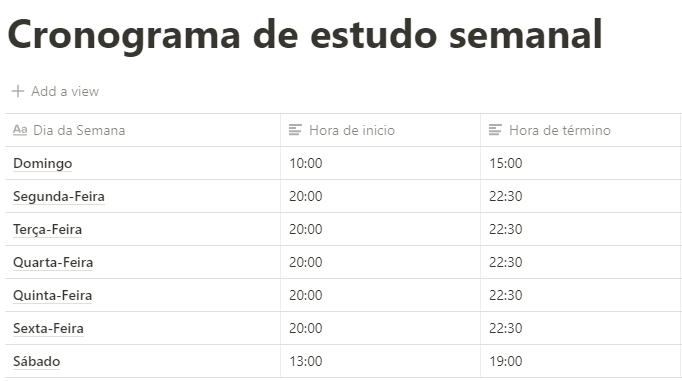 Cronograma de estudo semanal
+ Add a view
Aa Dia da Semana Hora de inicio Hora de término
Domingo 10:00 15:00
Segunda-Feira 20:00 22:30
Terça-Feira 20:00 22:30
Quarta-Feira 20:00 22:30
Quinta-Feira 20:00 22:30
Sexta-Feira 20:00 22:30
Sábado 13:00 19:00